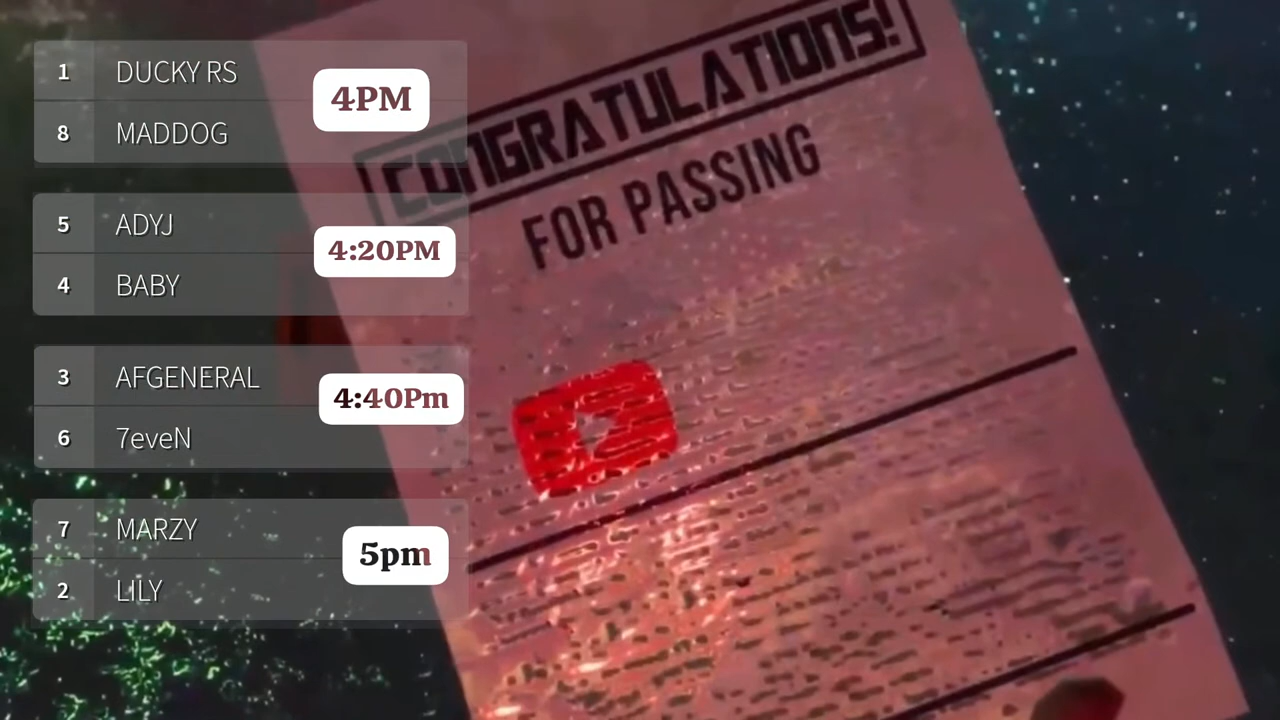 1 DUCKY RS
4PM
8 MADDOG
5 ADYJ
4:20PM
4 BABY
3 AFGENERAL
4:40Pm
6 7eveN
7 MARZY
5pm
2 LILY
CONGRATULATIONS!
FOR PASSING